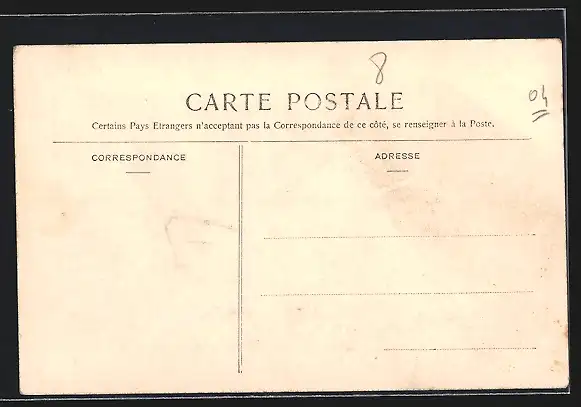 8
04
CARTE POSTALE
Certains Pays Etrangers n'acceptant pas la Correspondance de ce côté, se renseigner à la Poste.
CORRESPONDANCE
ADRESSE